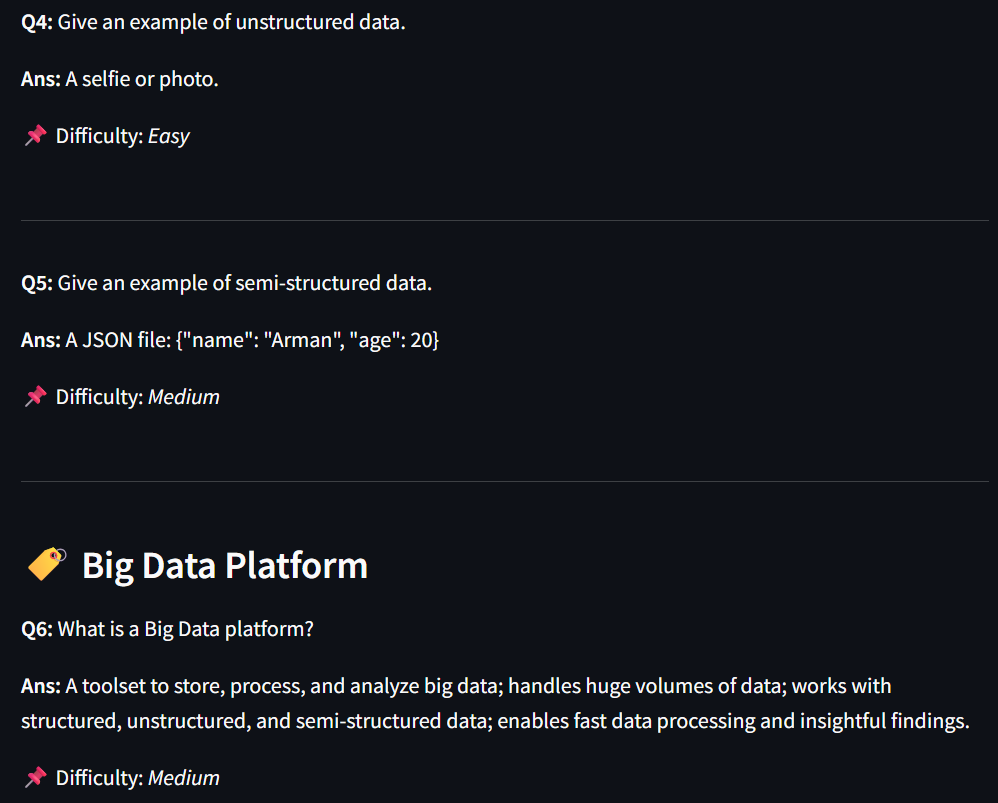 Q4: Give an example of unstructured data.
Ans: A selfie or photo.
📌 Difficulty: Easy
Q5: Give an example of semi-structured data.
Ans: A JSON file: {"name": "Arman", "age": 20}
📌 Difficulty: Medium
🏷️ Big Data Platform
Q6: What is a Big Data platform?
Ans: A toolset to store, process, and analyze big data; handles huge volumes of data; works with
structured, unstructured, and semi-structured data; enables fast data processing and insightful findings.
📌 Difficulty: Medium